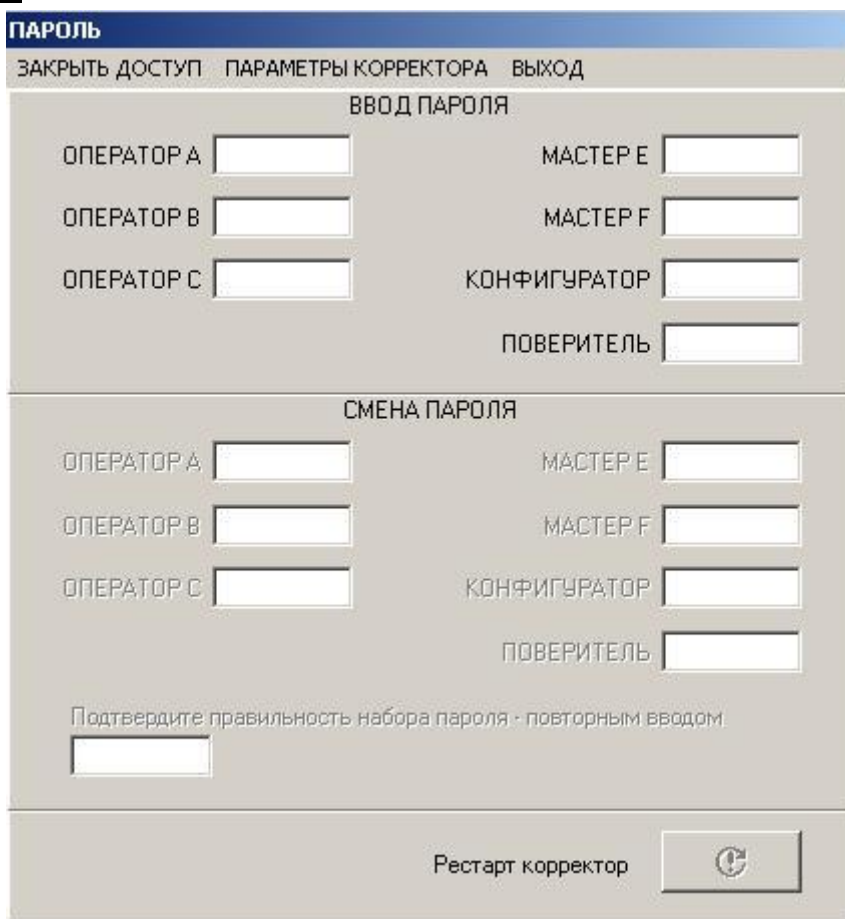 ПАРОЛЬ
ЗАКРЫТЬ ДОСТУП ПАРАМЕТРЫ КОРРЕКТОРА ВЫХОД
ВВОД ПАРОЛЯ
ОПЕРАТОР А МАСТЕР Е
ОПЕРАТОР В МАСТЕР F
ОПЕРАТОР С КОНФИГУРАТОР
ПОВЕРИТЕЛЬ
СМЕНА ПАРОЛЯ
ОПЕРАТОР А МАСТЕР Е
ОПЕРАТОР В МАСТЕР F
ОПЕРАТОР С КОНФИГУРАТОР
ПОВЕРИТЕЛЬ
Подтвердите правильность набора пароля - повторным вводом
Рестарт корректор